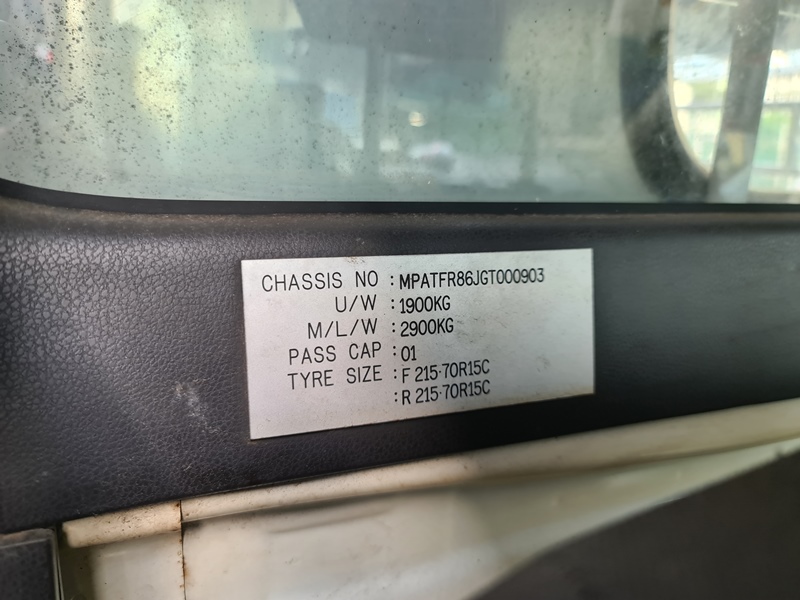 CHASSIS NO : MPATFR86JGT000903
U/W : 1900KG
M/L/W : 2900KG
PASS CAP : 01
TYRE SIZE : F 215-70R15C
: R 215-70R15C